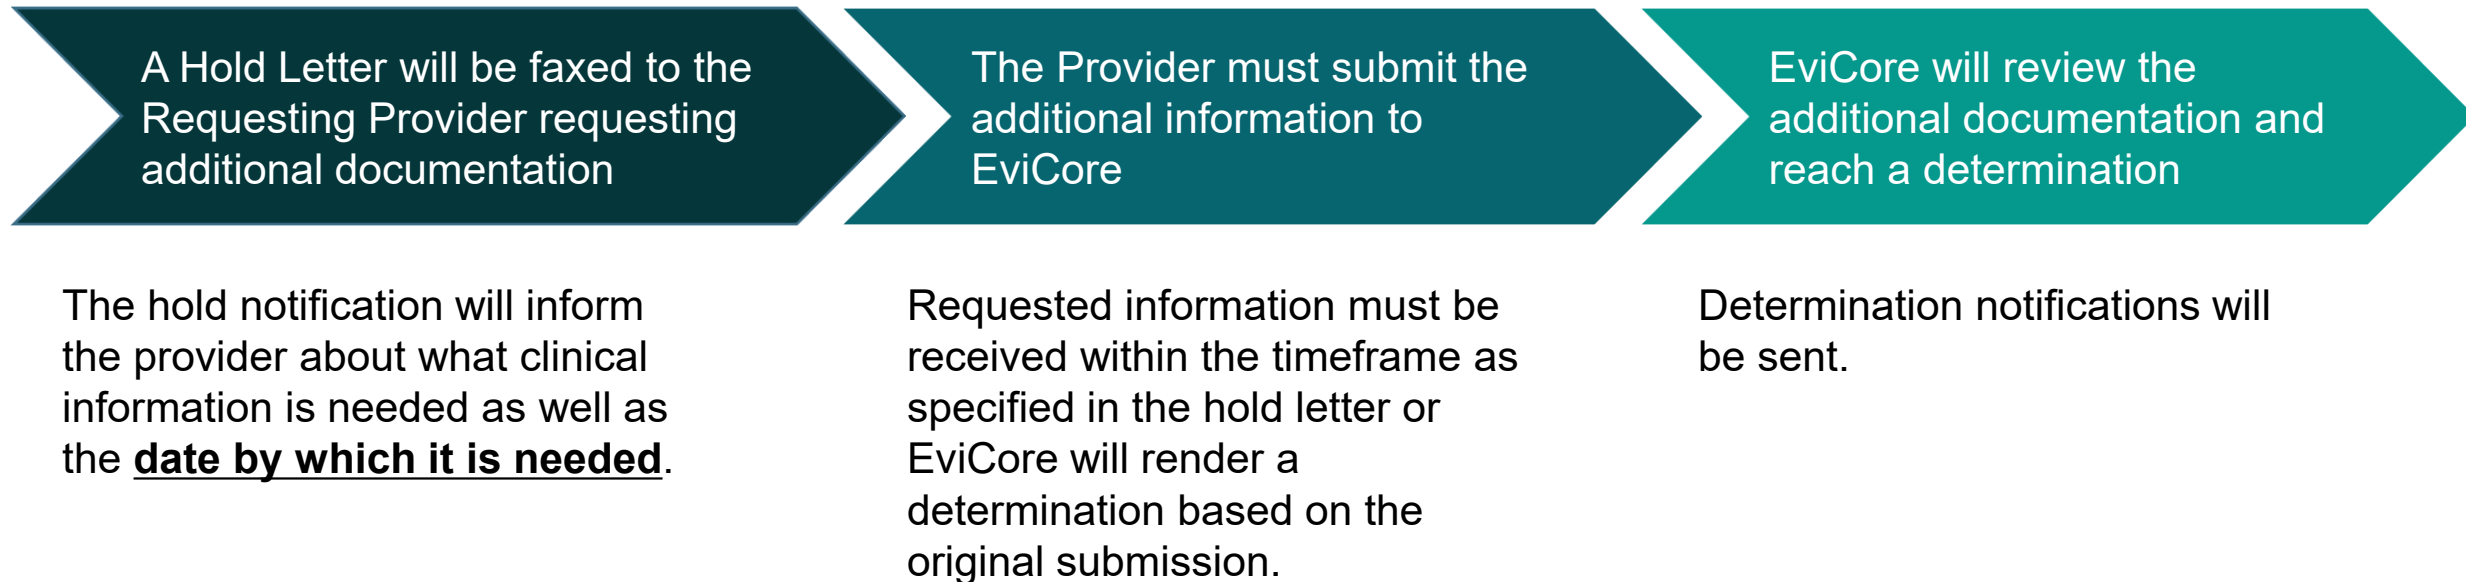 A Hold Letter will be faxed to the
Requesting Provider requesting
additional documentation
The hold notification will inform
the provider about what clinical
information is needed as well as
the date by which it is needed.
The Provider must submit the
additional information to
EviCore
Requested information must be
received within the timeframe as
specified in the hold letter or
EviCore will render a
determination based on the
original submission.
EviCore will review the
additional documentation and
reach a determination
Determination notifications will
be sent.